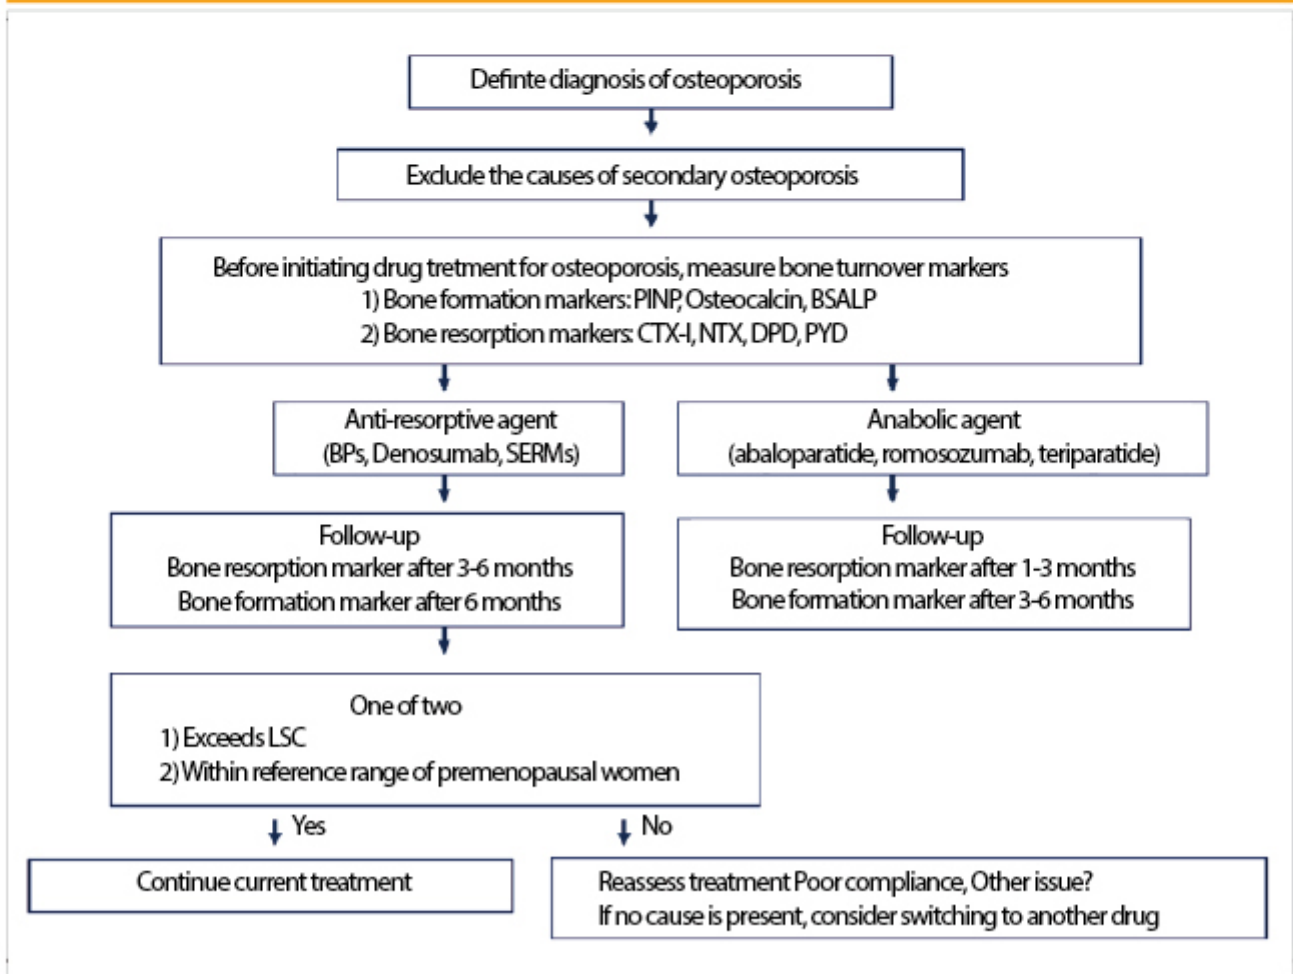 Definte diagnosis of osteoporosis
Exclude the causes of secondary osteoporosis
Before initiating drug tretment for osteoporosis, measure bone turnover markers
1) Bone formation markers: PINP, Osteocalcin, BSALP
2) Bone resorption markers: CTX-I, NTX, DPD, PYD
Anti-resorptive agent
(BPs, Denosumab, SERMs)
Anabolic agent
(abaloparatide, romosozumab, teriparatide)
Follow-up
Bone resorption marker after 3-6 months
Bone formation marker after 6 months
Follow-up
Bone resorption marker after 1-3 months
Bone formation marker after 3-6 months
One of two
1) Exceeds LSC
2) Within reference range of premenopausal women
Yes
No
Continue current treatment
Reassess treatment Poor compliance, Other issue?
If no cause is present, consider switching to another drug